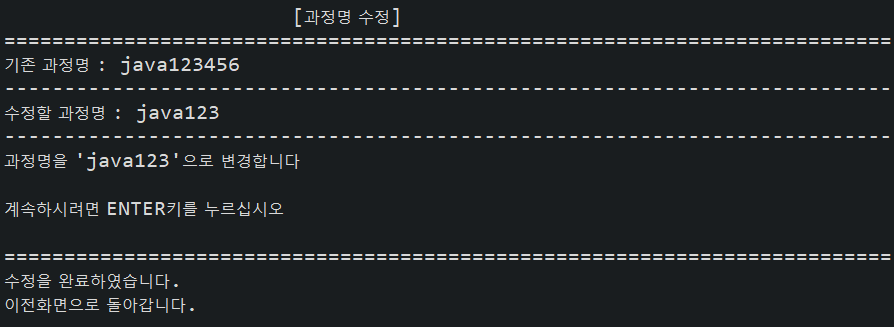 [과정명 수정]
==========================================================================
기존 과정명 : java123456
--------------------------------------------------------------------------
수정할 과정명 : java123
--------------------------------------------------------------------------
과정명을 'java123'으로 변경합니다
계속하시려면 ENTER키를 누르십시오
==========================================================================
수정을 완료하였습니다.
이전화면으로 돌아갑니다.